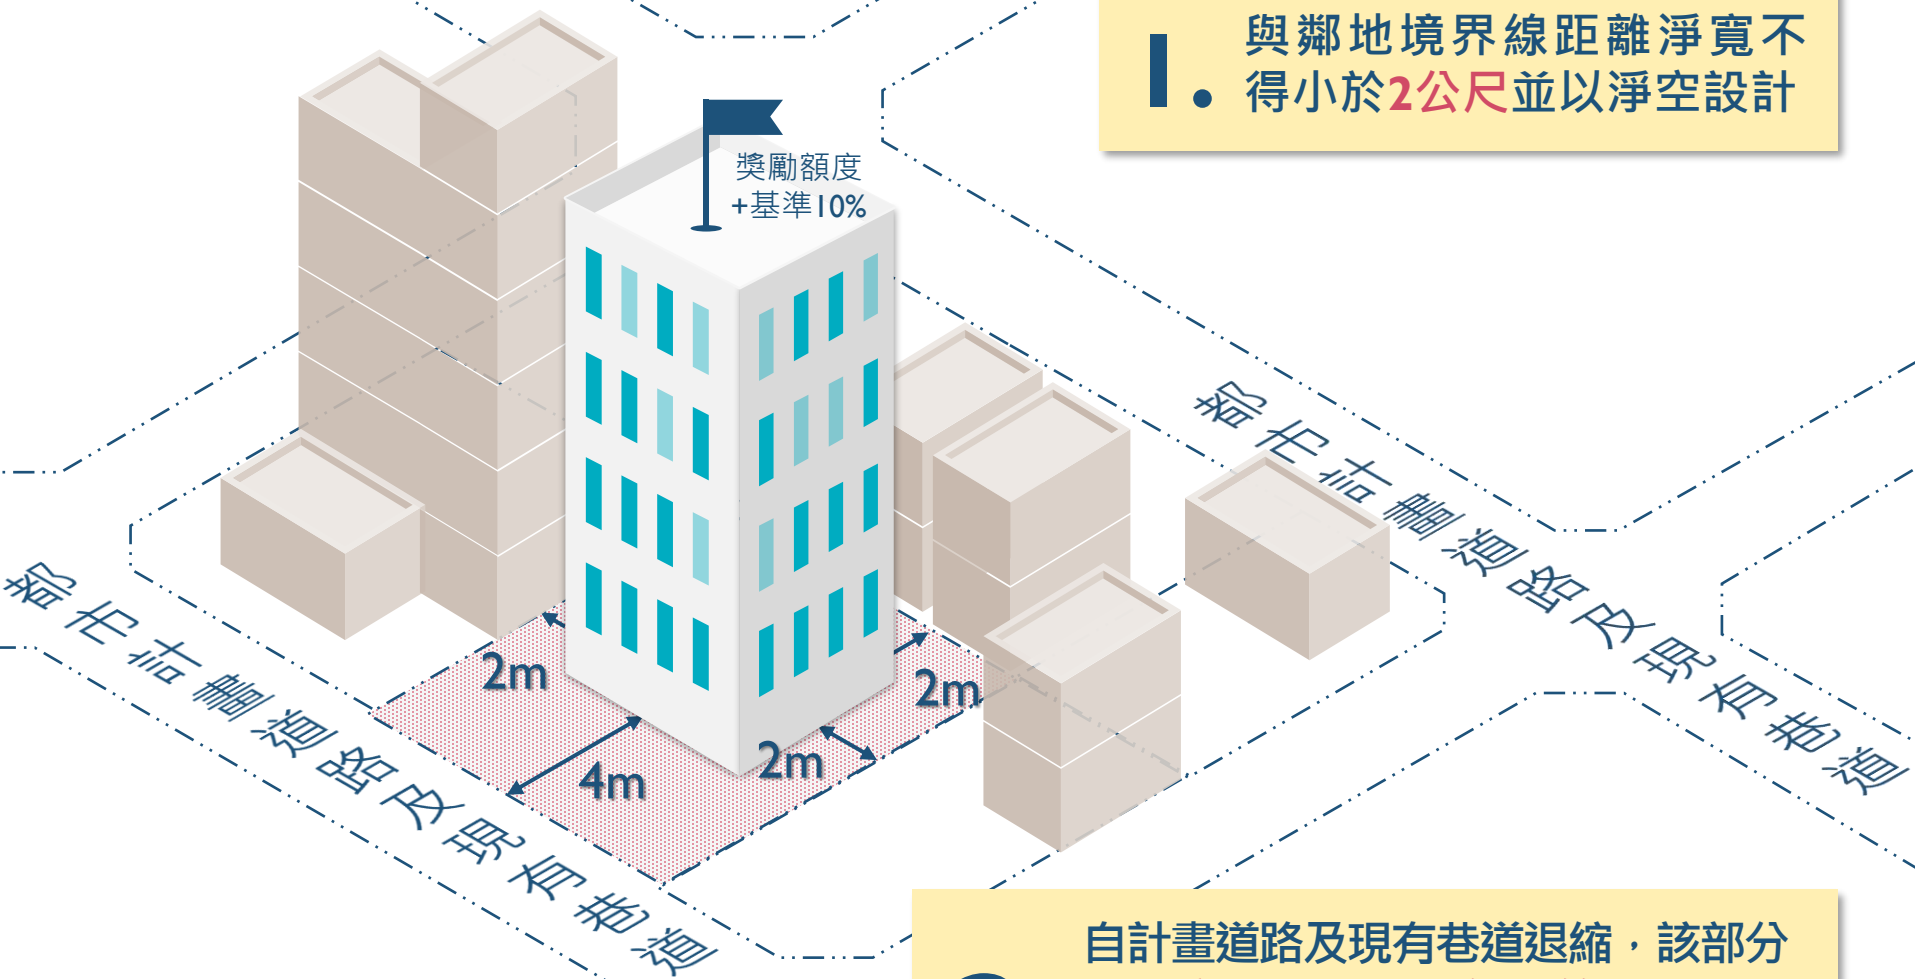 1.
與鄰地境界線距離淨寬不
得小於2公尺並以淨空設計
獎勵額度
+基準10%
都市計畫道路及現有巷道
都市計畫道路及現有巷道
2m
2m
2m
4m
自計畫道路及現有巷道退縮，該部分